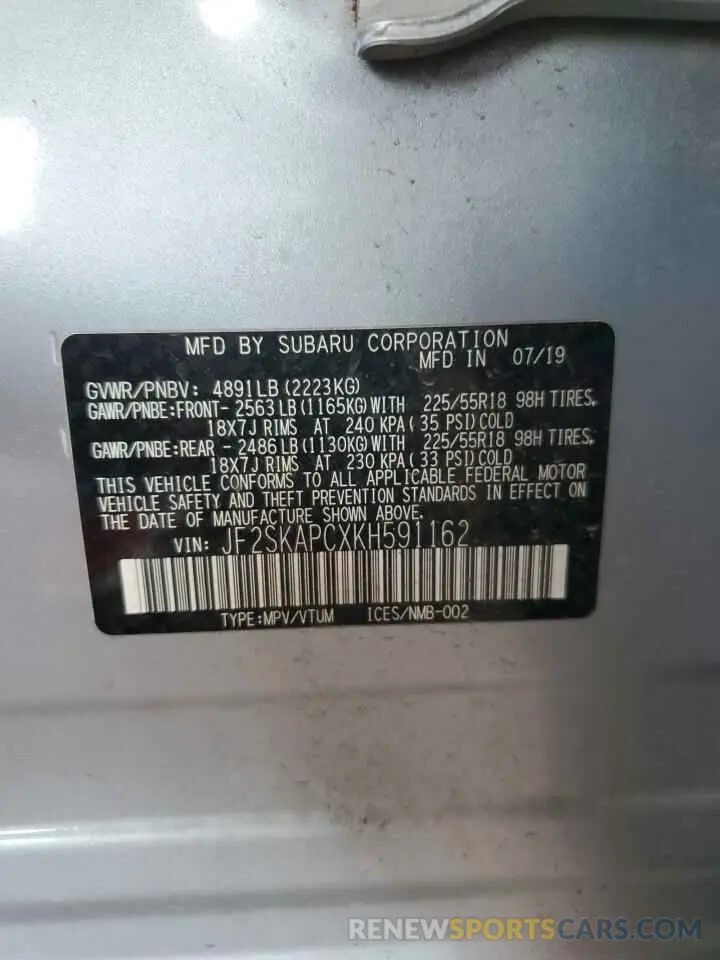 MFD BY SUBARU CORPORATION
MFD IN 07/19
GVWR/PNBV: 4891LB (2223KG)
GAWR/PNBE:FRONT- 2563LB (1165KG) WITH 225/55R18 98H TIRES,
18X7J RIMS AT 240 KPA( 35 PSI) COLD
GAWR/PNBE:REAR - 2486LB (1130KG) WITH 225/55R18 98H TIRES,
18X7J RIMS AT 230 KPA( 33 PSI) COLD
THIS VEHICLE CONFORMS TO ALL APPLICABLE FEDERAL MOTOR
VEHICLE SAFETY AND THEFT PREVENTION STANDARDS IN EFFECT ON
THE DATE OF MANUFACTURE SHOWN ABOVE.
VIN: JF2SKAPCXKH591162
TYPE:MPV/VTUM ICES/NMB-002
RENEWSPORTSCARS.COM